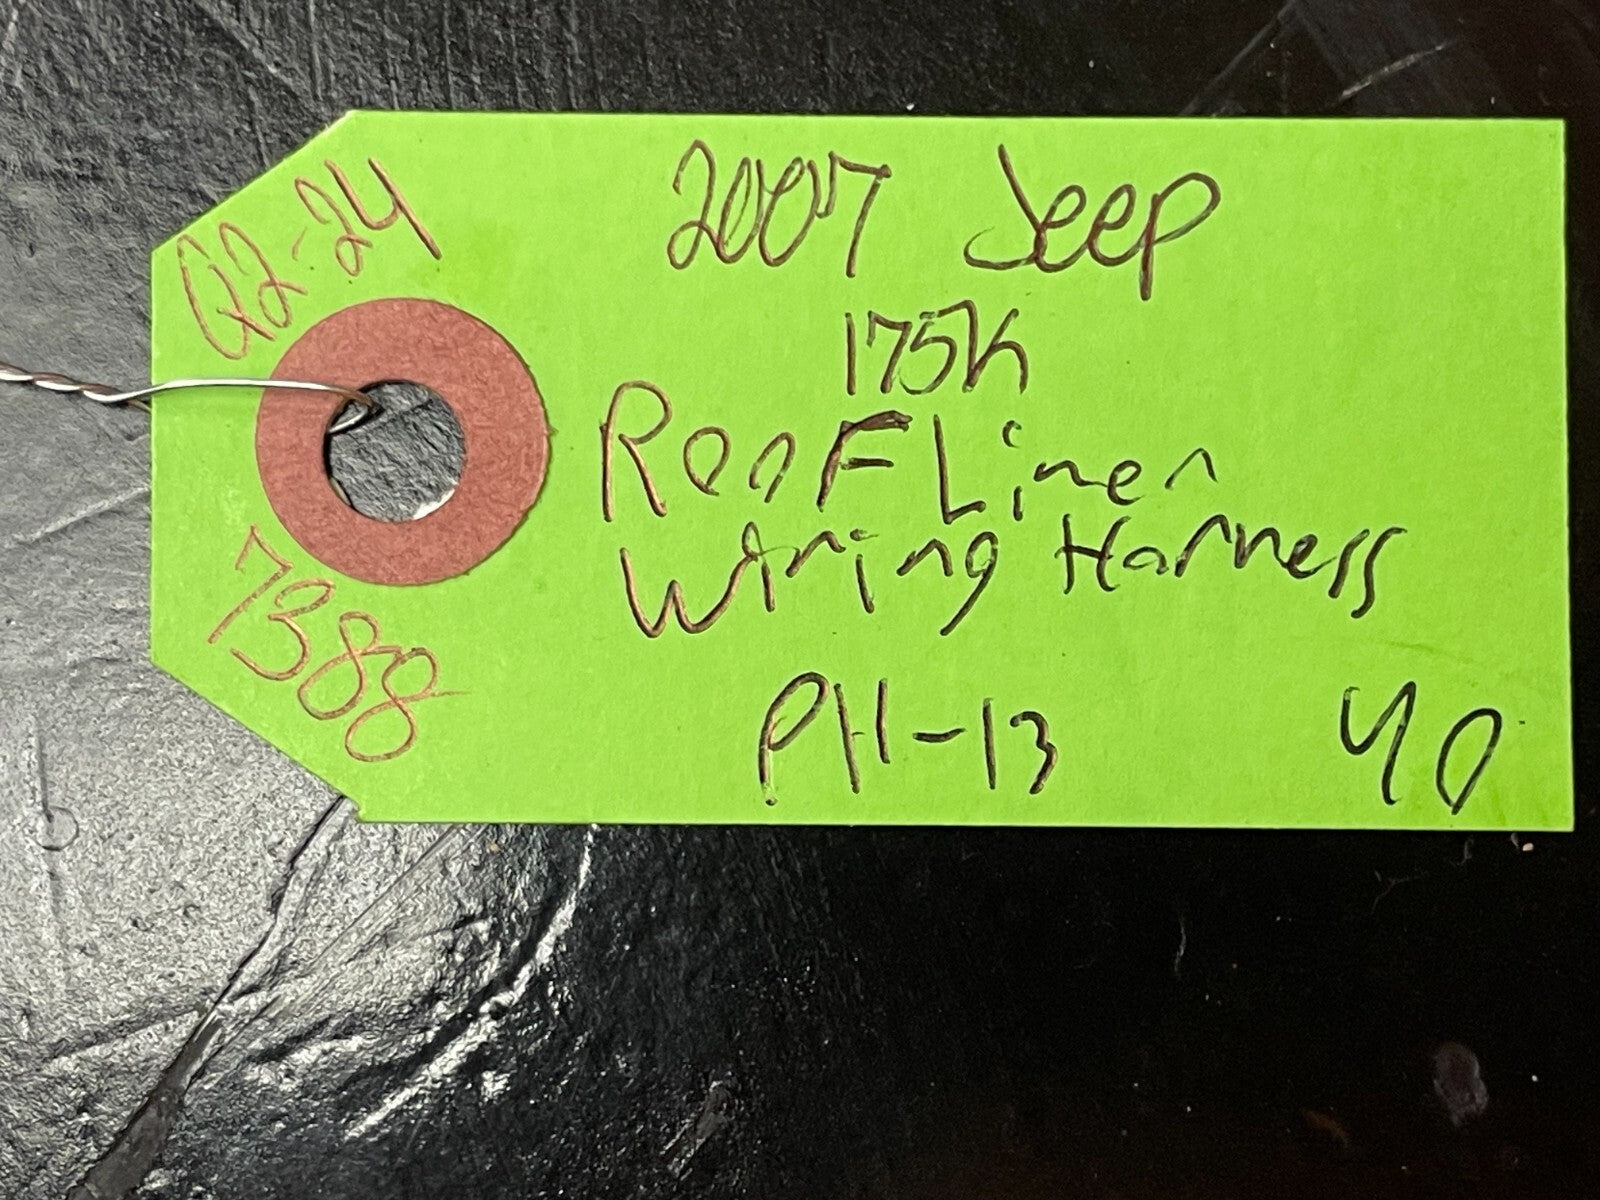 Q2-24
2007 Jeep
175K
RooF Liner
Wiring Harness
7388
PH-13 40